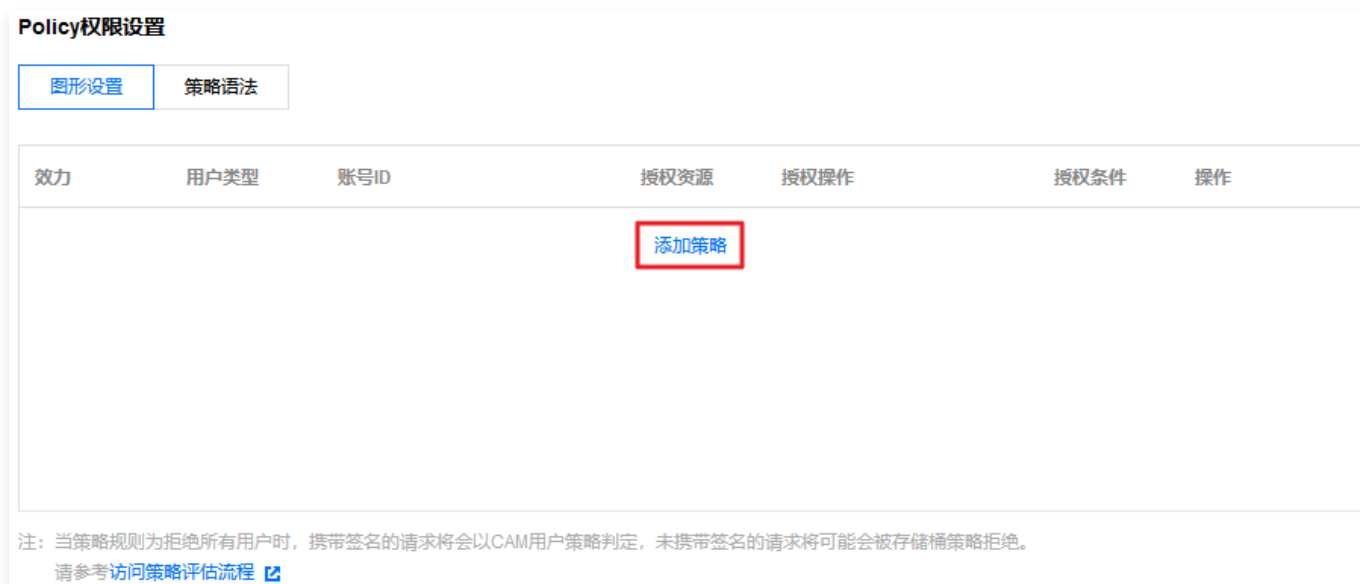 Policy权限设置
图形设置 策略语法
效力 用户类型 账号ID 授权资源 授权操作 授权条件 操作
添加策略
注：当策略规则为拒绝所有用户时，携带签名的请求将会以CAM用户策略判定，未携带签名的请求将可能会被存储桶策略拒绝。
请参考访问策略评估流程